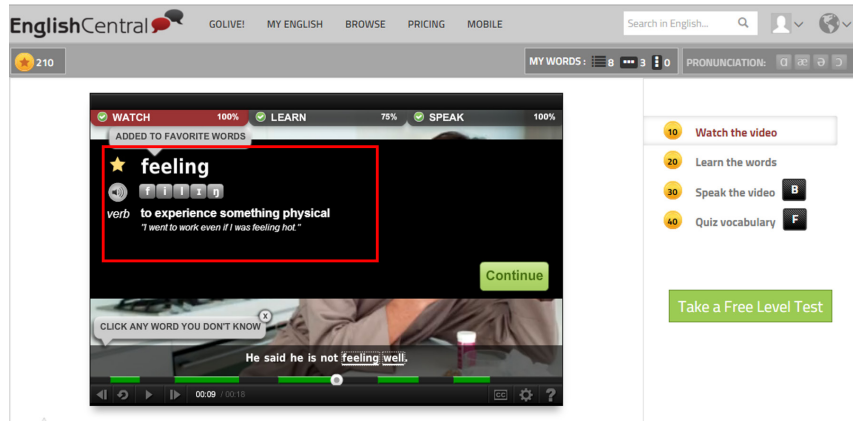 EnglishCentral GOLIVE! MY ENGLISH BROWSE PRICING MOBILE Search in English...
210 MY WORDS: 8 3 0 PRONUNCIATION: ɑ æ ə ɔ
WATCH 100% LEARN 75% SPEAK 100%
ADDED TO FAVORITE WORDS
feeling
f i l ɪ ŋ
verb to experience something physical
"I went to work even if I was feeling hot."
Continue
CLICK ANY WORD YOU DON'T KNOW X
He said he is not feeling well.
00:09 / 00:18 CC ?
10 Watch the video
20 Learn the words
30 Speak the video B
40 Quiz vocabulary F
Take a Free Level Test